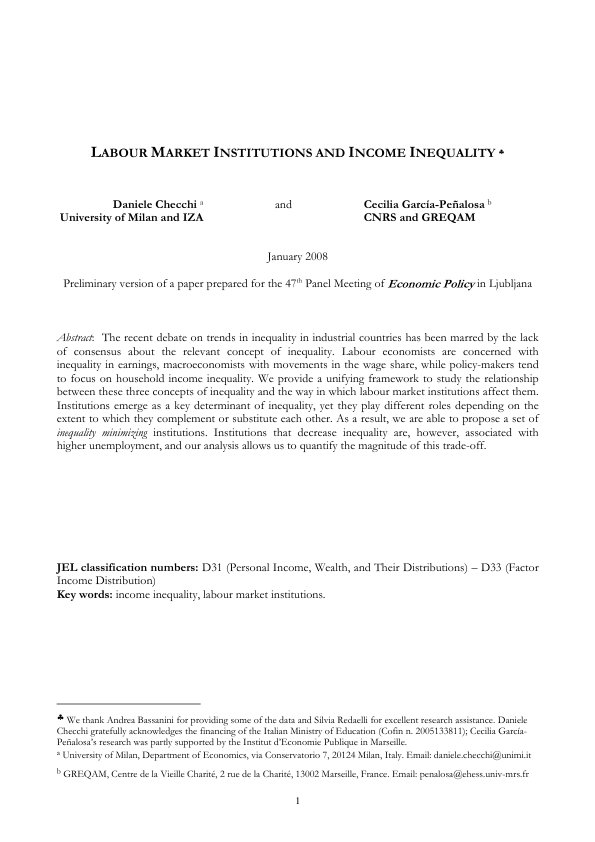 LABOUR MARKET INSTITUTIONS AND INCOME INEQUALITY ♣
Daniele Checchi a and Cecilia García-Peñalosa b
University of Milan and IZA CNRS and GREQAM
January 2008
Preliminary version of a paper prepared for the 47th Panel Meeting of Economic Policy in Ljubljana
Abstract: The recent debate on trends in inequality in industrial countries has been marred by the lack
of consensus about the relevant concept of inequality. Labour economists are concerned with
inequality in earnings, macroeconomists with movements in the wage share, while policy-makers tend
to focus on household income inequality. We provide a unifying framework to study the relationship
between these three concepts of inequality and the way in which labour market institutions affect them.
Institutions emerge as a key determinant of inequality, yet they play different roles depending on the
extent to which they complement or substitute each other. As a result, we are able to propose a set of
inequality minimizing institutions. Institutions that decrease inequality are, however, associated with
higher unemployment, and our analysis allows us to quantify the magnitude of this trade-off.
JEL classification numbers: D31 (Personal Income, Wealth, and Their Distributions) – D33 (Factor
Income Distribution)
Key words: income inequality, labour market institutions.
♣ We thank Andrea Bassanini for providing some of the data and Silvia Redaelli for excellent research assistance. Daniele
Checchi gratefully acknowledges the financing of the Italian Ministry of Education (Cofin n. 2005133811); Cecilia García-
Peñalosa's research was partly supported by the Institut d'Economie Publique in Marseille.
a University of Milan, Department of Economics, via Conservatorio 7, 20124 Milan, Italy. Email: daniele.checchi@unimi.it
b GREQAM, Centre de la Vieille Charité, 2 rue de la Charité, 13002 Marseille, France. Email: penalosa@ehess.univ-mrs.fr
1